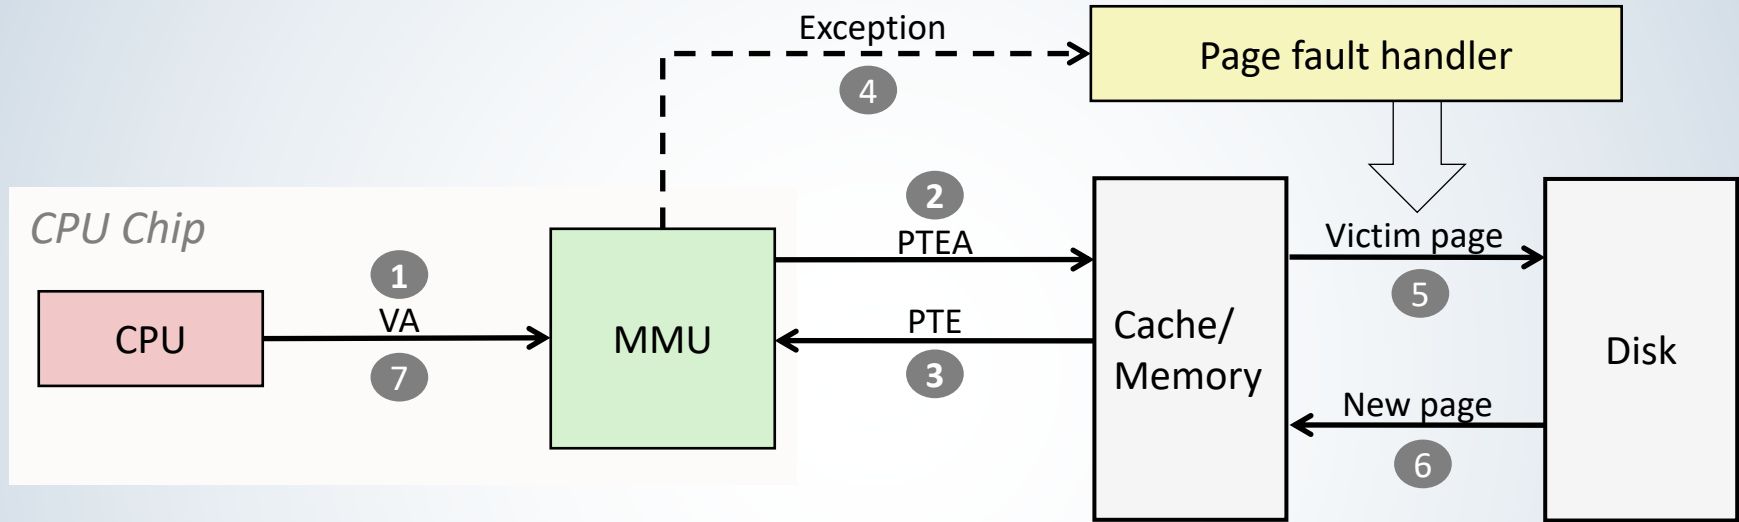 Exception
Page fault handler
4
2
CPU Chip
PTEA
Victim page
1
5
VA
PTE
CPU
MMU
Cache/
Memory
Disk
7
3
New page
6